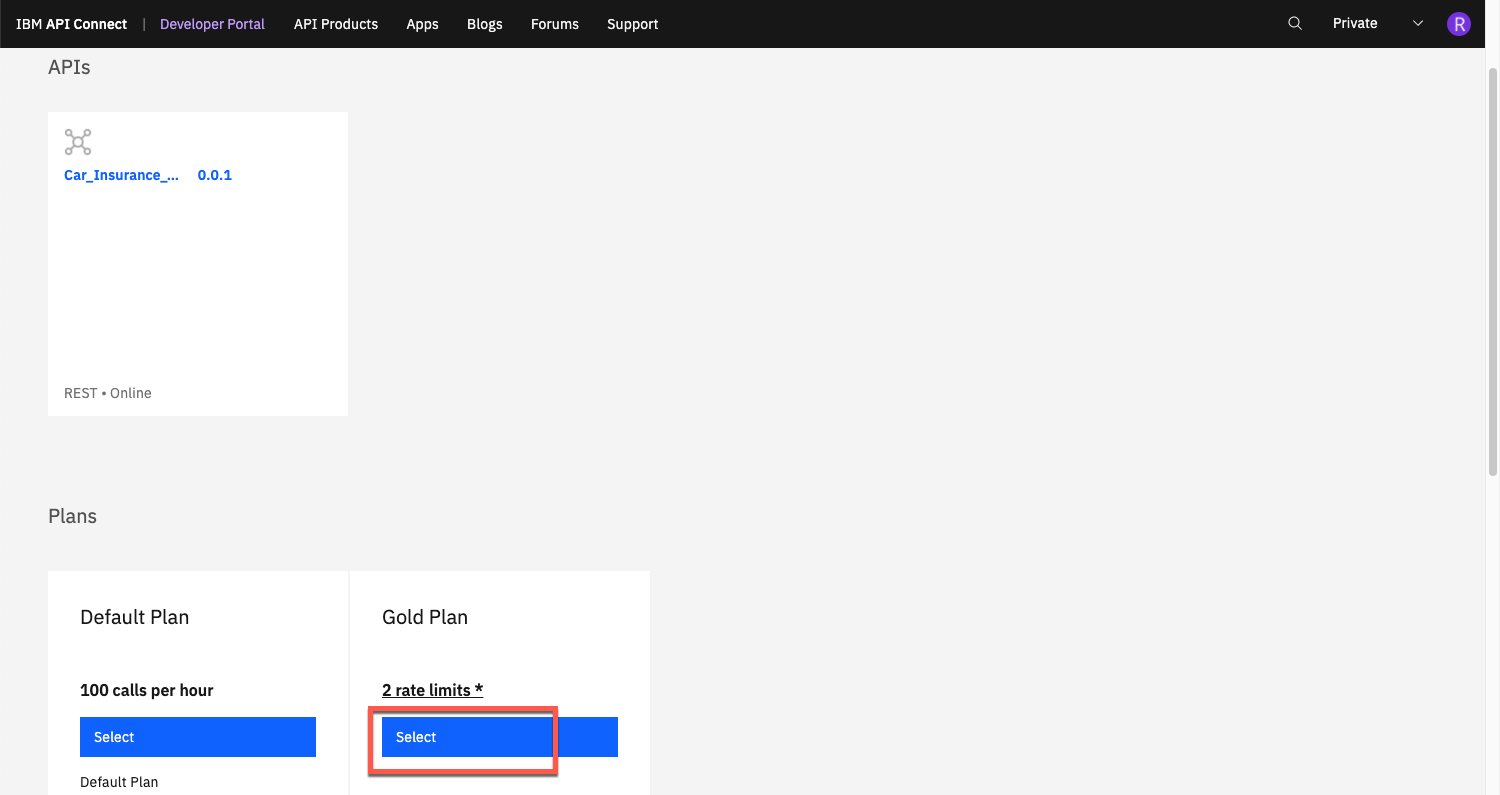 IBM API Connect | Developer Portal API Products Apps Blogs Forums Support Private R
APIs
Car_Insurance_... 0.0.1
REST • Online
Plans
Default Plan
100 calls per hour
Select
Default Plan
Gold Plan
2 rate limits *
Select